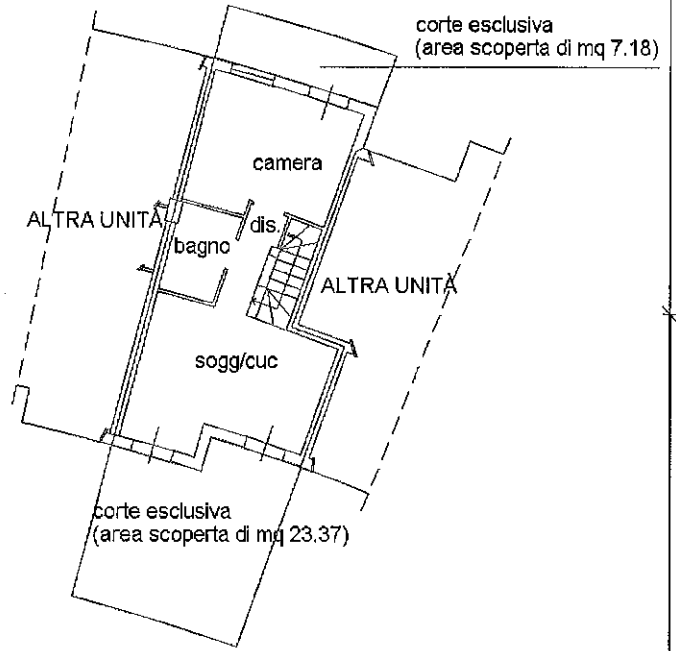 corte esclusiva
(area scoperta di mq 7.18)
camera
ALTRA UNITÀ
dis.
bagno
ALTRA UNITÀ
sogg/cuc
corte esclusiva
(area scoperta di mq 23.37)